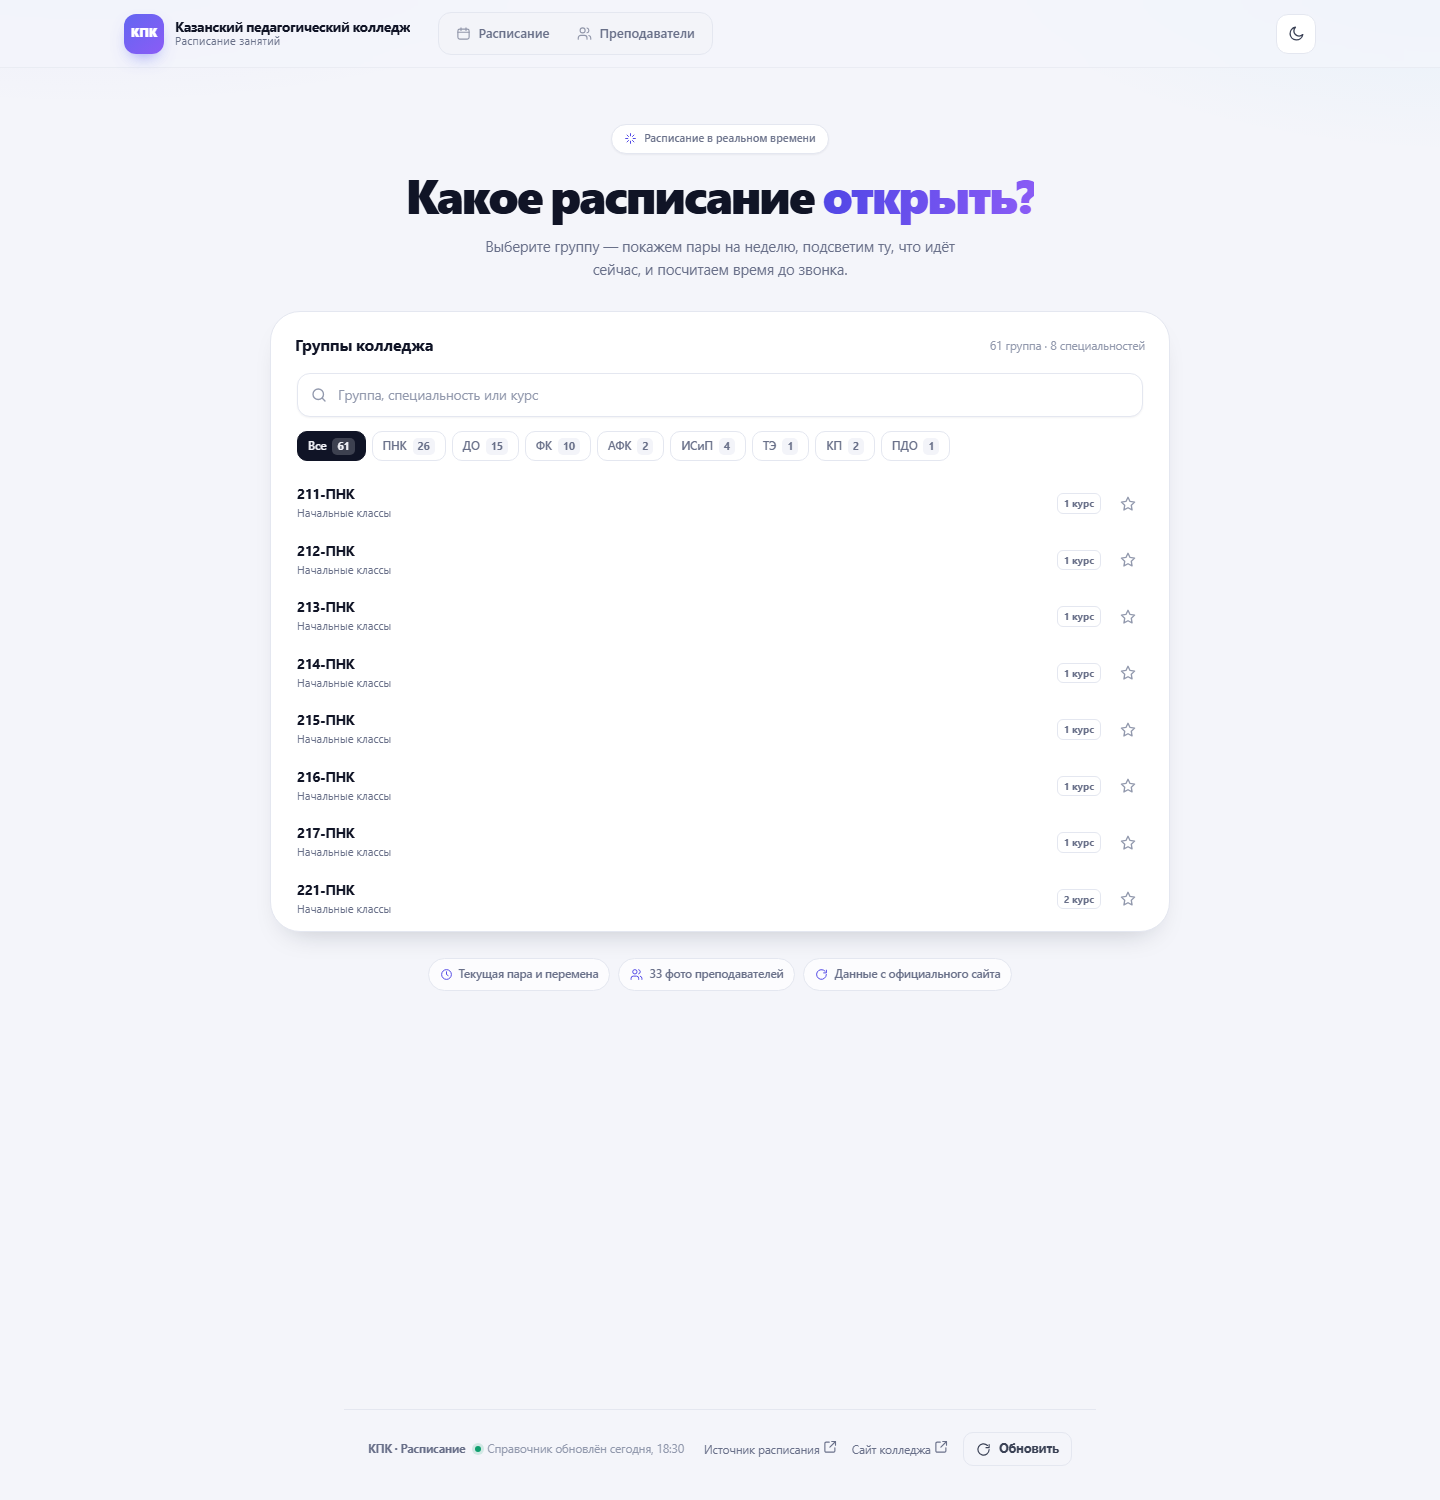 КПК
Казанский педагогический колледж
Расписание занятий
Расписание
Преподаватели
Расписание в реальном времени
Какое расписание открыть?
Выберите группу — покажем пары на неделю, подсветим ту, что идёт
сейчас, и посчитаем время до звонка.
Группы колледжа
61 группа · 8 специальностей
Группа, специальность или курс
Все 61 ПНК 26 ДО 15 ФК 10 АФК 2 ИСиП 4 ТЭ 1 КП 2 ПДО 1
211-ПНК
Начальные классы
1 курс
212-ПНК
Начальные классы
1 курс
213-ПНК
Начальные классы
1 курс
214-ПНК
Начальные классы
1 курс
215-ПНК
Начальные классы
1 курс
216-ПНК
Начальные классы
1 курс
217-ПНК
Начальные классы
1 курс
221-ПНК
Начальные классы
2 курс
Текущая пара и перемена
33 фото преподавателей
Данные с официального сайта
КПК · Расписание
Справочник обновлён сегодня, 18:30
Источник расписания
Сайт колледжа
Обновить